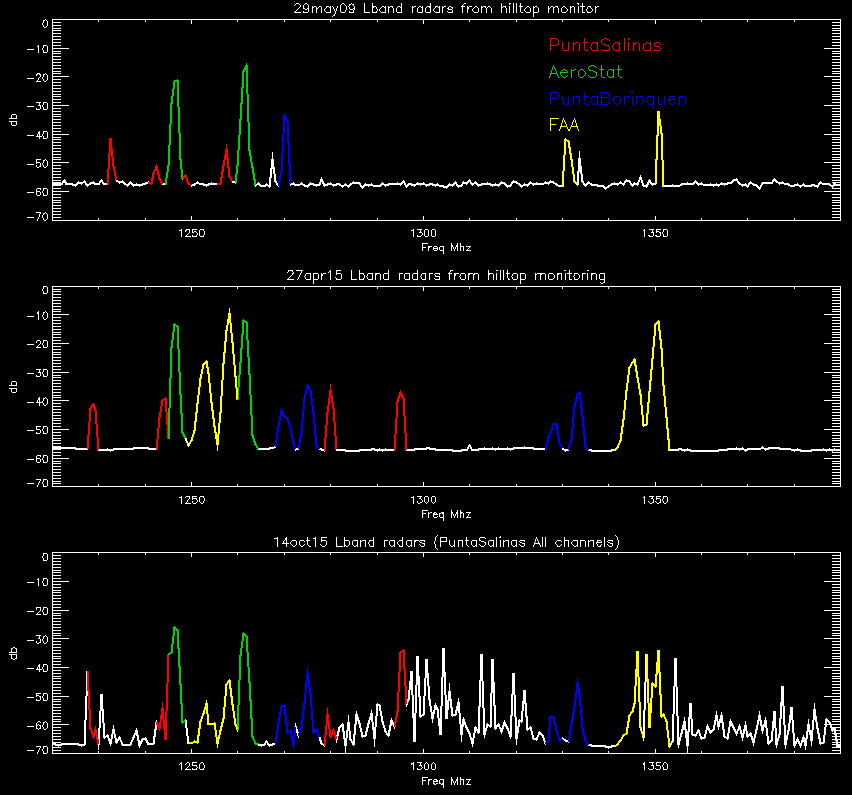 29may09 Lband radars from hilltop monitor
PuntaSalinas
AeroStat
PuntaBorinquen
FAA
0
-10
-20
-30
-40
-50
-60
-70
db
1250 1300 1350
Freq Mhz
27apr15 Lband radars from hilltop monitoring
0
-10
-20
-30
-40
-50
-60
-70
db
1250 1300 1350
Freq Mhz
14oct15 Lband radars (PuntaSalinas All channels)
0
-10
-20
-30
-40
-50
-60
-70
db
1250 1300 1350
Freq Mhz